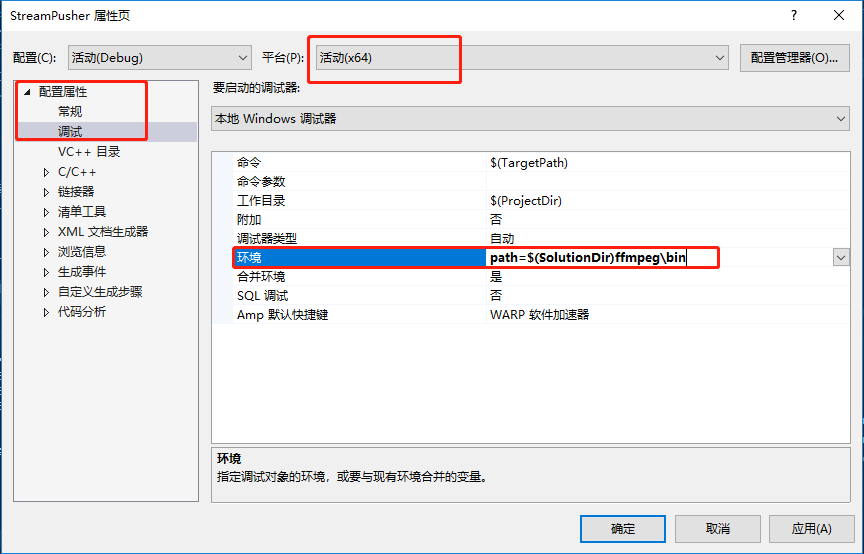 StreamPusher 属性页
配置(C): 活动(Debug) 平台(P): 活动(x64) 配置管理器(O)...
配置属性
常规
调试
VC++ 目录
C/C++
链接器
清单工具
XML 文档生成器
浏览信息
生成事件
自定义生成步骤
代码分析
要启动的调试器:
本地 Windows 调试器
命令 $(TargetPath)
命令参数
工作目录 $(ProjectDir)
附加 否
调试器类型 自动
环境 path=$(SolutionDir)ffmpeg\bin
合并环境 是
SQL 调试 否
Amp 默认快捷键 WARP 软件加速器
环境
指定调试对象的环境，或要与现有环境合并的变量。
确定 取消 应用(A)